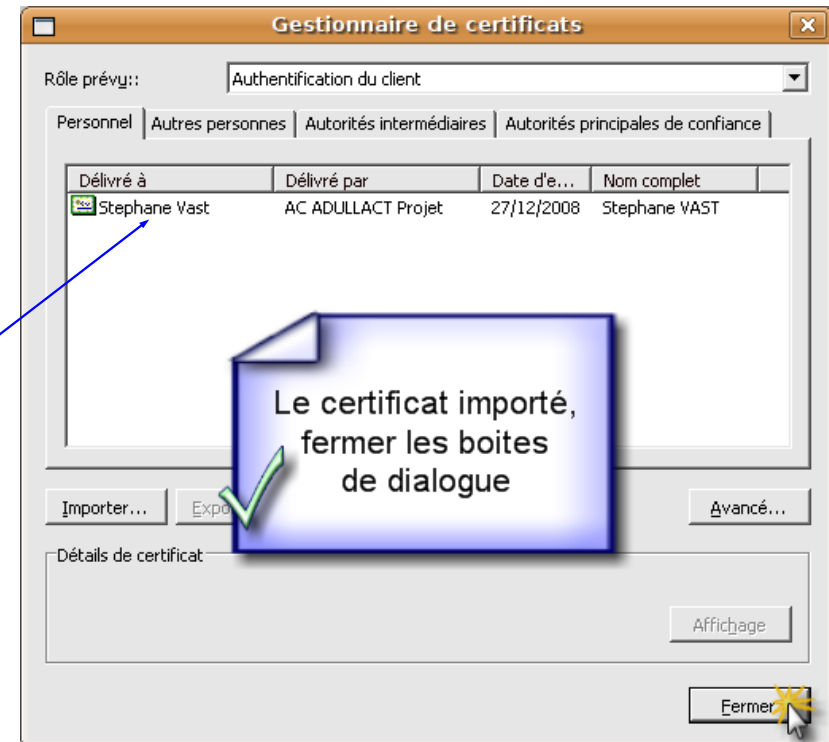 Gestionnaire de certificats
Rôle prévu:: Authentification du client
Personnel Autres personnes Autorités intermédiaires Autorités principales de confiance
Délivré à Délivré par Date d'e... Nom complet
Stephane Vast AC ADULLACT Projet 27/12/2008 Stephane VAST
Le certificat importé,
fermer les boites
de dialogue
Importer... Expo Avancé...
Détails de certificat
Affichage
Fermer